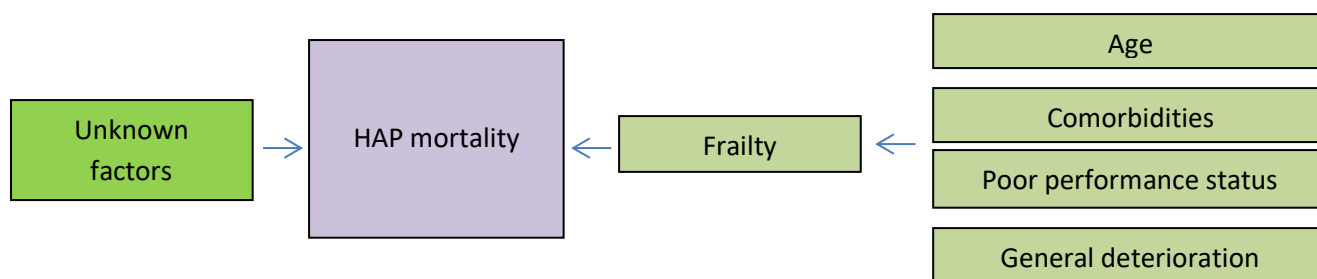 Unknown
factors
HAP mortality
Frailty
Age
Comorbidities
Poor performance status
General deterioration